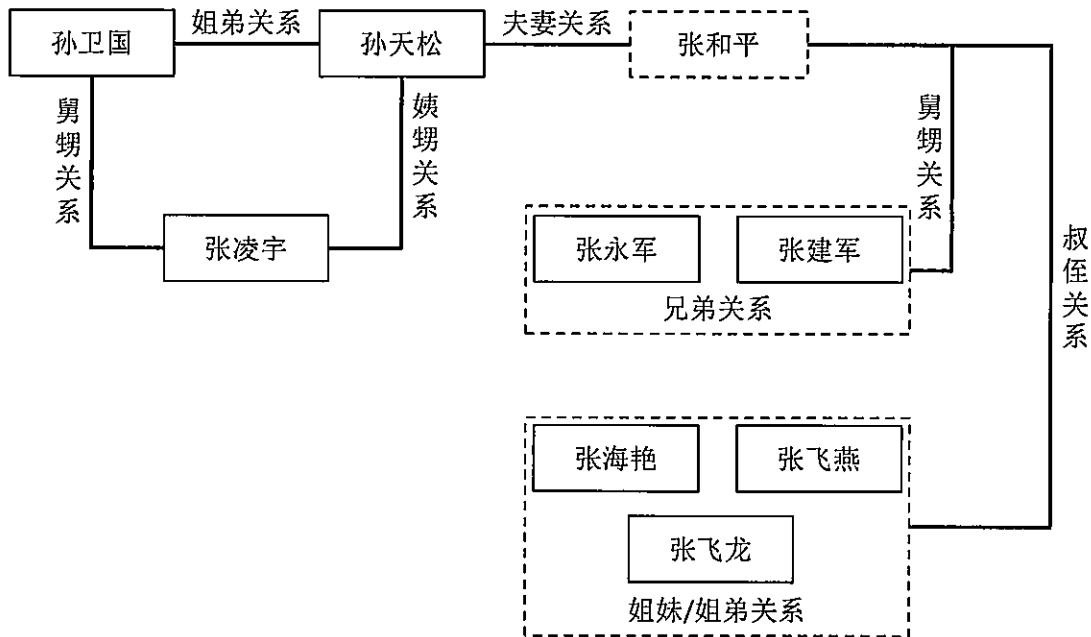 孙卫国
姐弟关系
孙天松
夫妻关系
张和平
舅甥关系
姨甥关系
舅甥关系
叔侄关系
张凌宇
张永军
张建军
兄弟关系
张海艳
张飞燕
张飞龙
姐妹/姐弟关系